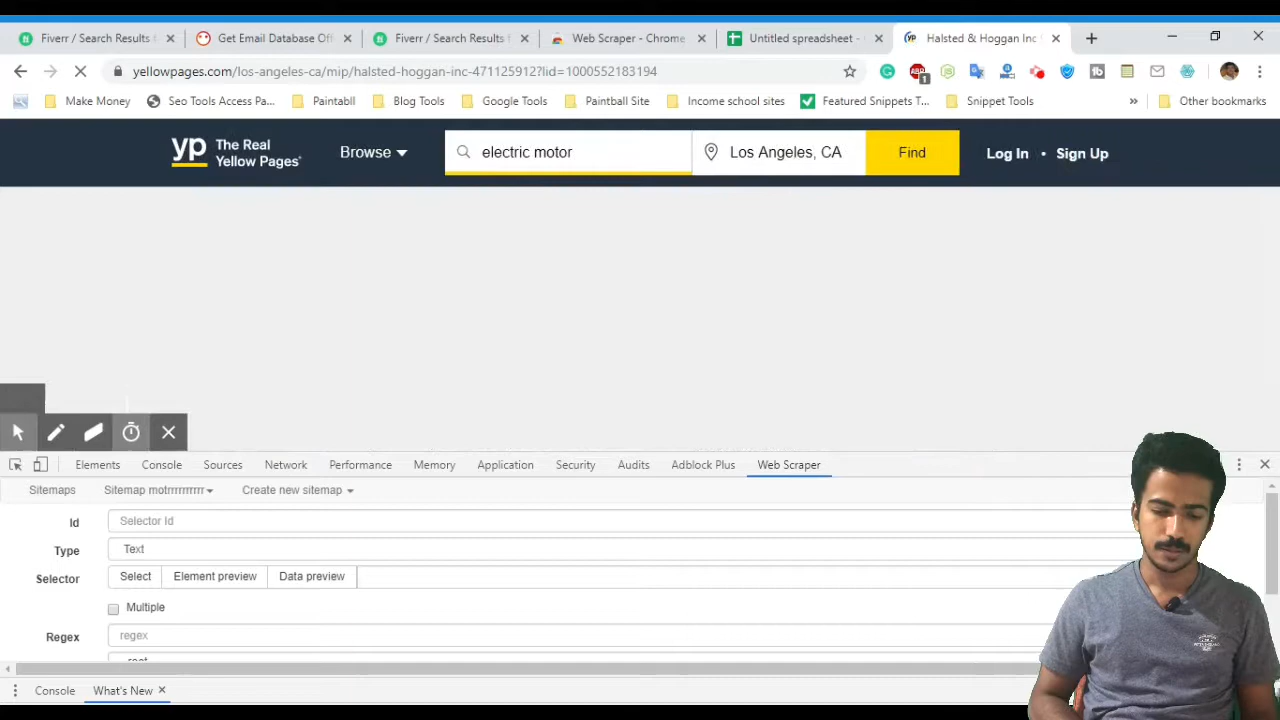 Fiverr / Search Results
Get Email Database Off
Fiverr / Search Results
Web Scraper - Chrome
Untitled spreadsheet -
Halsted & Hoggan Inc
yellowpages.com/los-angeles-ca/mip/halsted-hoggan-inc-471125912?lid=1000552183194
1
Make Money
Seo Tools Access Pa...
Paintabll
Blog Tools
Google Tools
Paintball Site
Income school sites
Featured Snippets T...
Snippet Tools
»
Other bookmarks
yp The Real Yellow Pages
Browse
electric motor
Los Angeles, CA
Find
Log In • Sign Up
Elements
Console
Sources
Network
Performance
Memory
Application
Security
Audits
Adblock Plus
Web Scraper
Sitemaps
Create new sitemap
Id
Selector Id
Type
Text
Selector
Select
Element preview
Data preview
Multiple
Regex
regex
Console
What's New